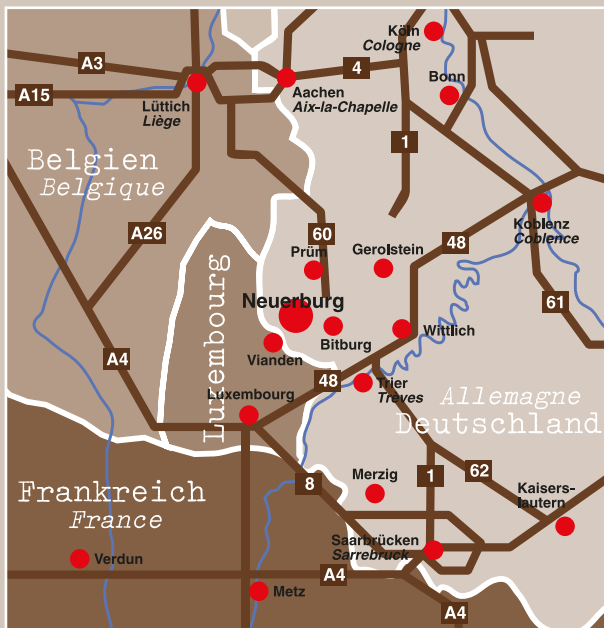 Köln
Cologne
A3
4
Bonn
Aachen
Aix-la-Chapelle
A15
Lüttich
Liège
1
Belgien
Belgique
Koblenz
Coblence
A26
60
48
Prüm
Gerolstein
61
Neuerburg
Bitburg
Wittlich
Luxembourg
Vianden
A4
48
Trier
Treves
Allemagne
Deutschland
Luxembourg
Merzig
1
62
8
Frankreich
France
Kaisers-
lautern
Saarbrücken
Sarrebruck
Verdun
A4
Metz
A4